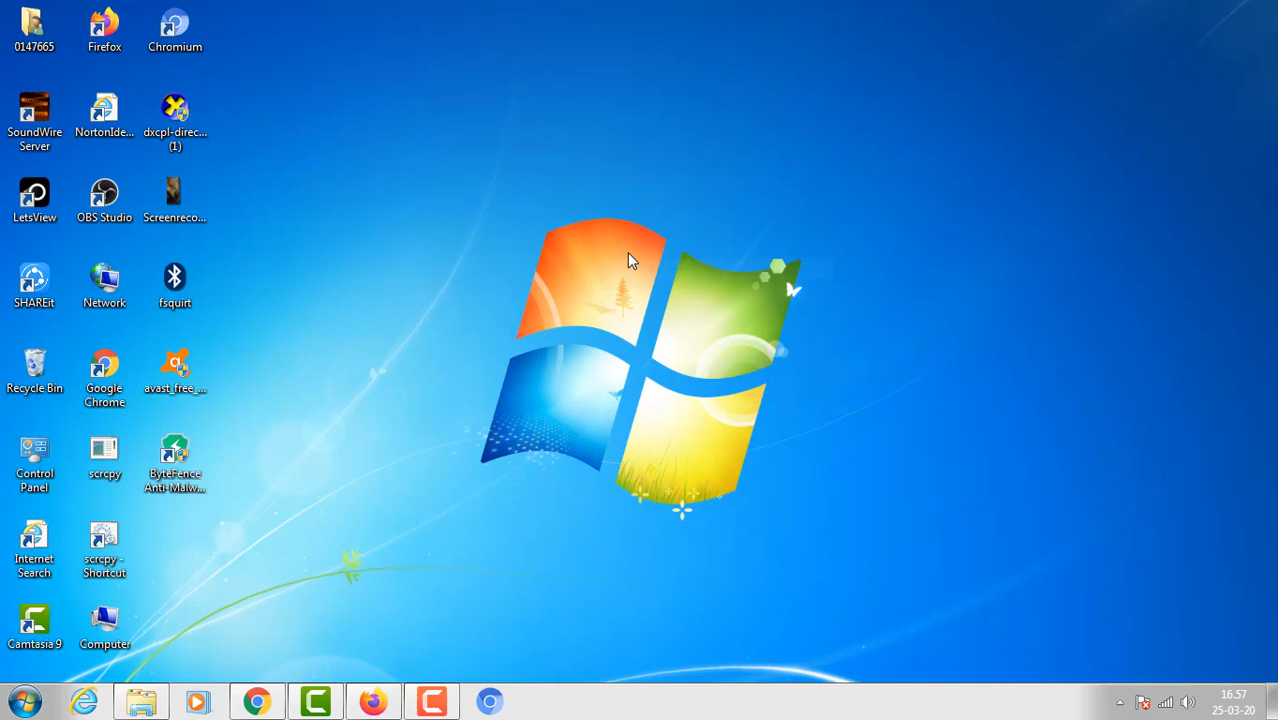 0147665
Firefox
Chromium
SoundWire
Server
NortonIde...
dxcpl-direc...
(1)
LetsView
OBS Studio
Screenreco...
SHAREit
Network
fsquirt
Recycle Bin
Google
Chrome
avast_free_...
Control
Panel
scrcpy
ByteFence
Anti-Malw...
Internet
Search
scrcpy -
Shortcut
Camtasia 9
Computer
16.57
25-03-20